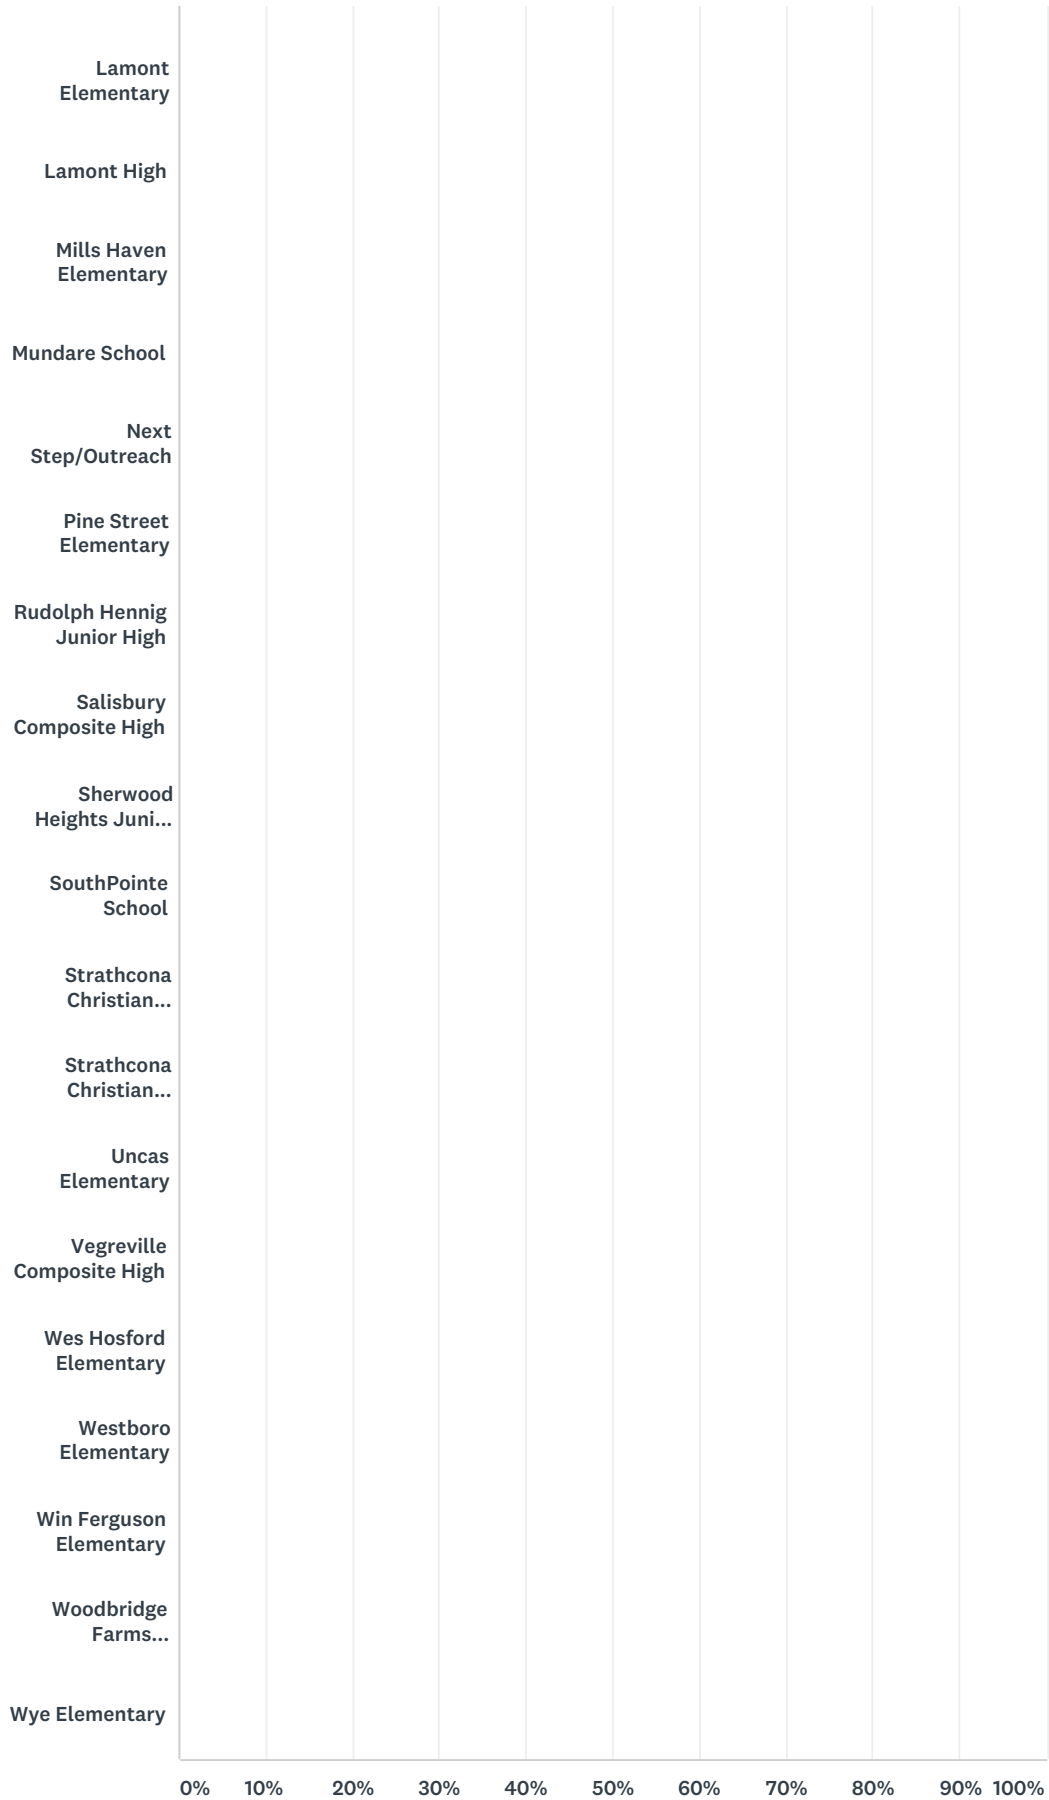 Lamont
Elementary
Lamont High
Mills Haven
Elementary
Mundare School
Next
Step/Outreach
Pine Street
Elementary
Rudolph Hennig
Junior High
Salisbury
Composite High
Sherwood
Heights Juni...
SouthPointe
School
Strathcona
Christian...
Strathcona
Christian...
Uncas
Elementary
Vegreville
Composite High
Wes Hosford
Elementary
Westboro
Elementary
Win Ferguson
Elementary
Woodbridge
Farms...
Wye Elementary
0% 10% 20% 30% 40% 50% 60% 70% 80% 90% 100%